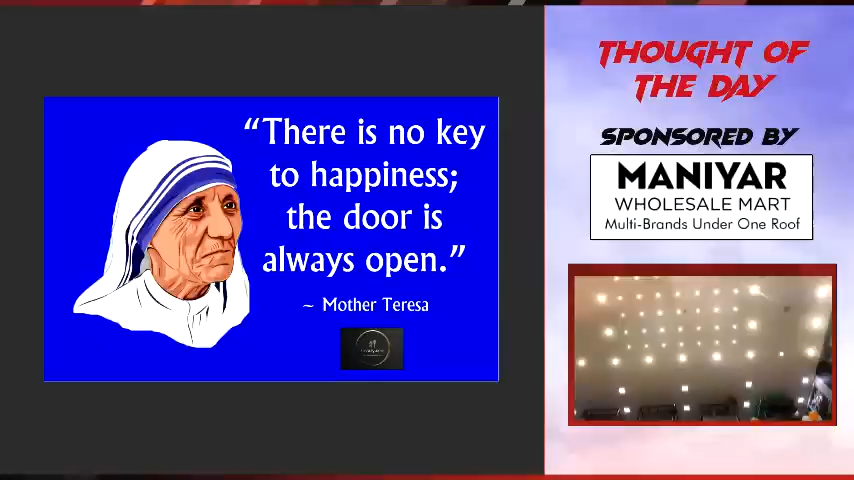 “There is no key
to happiness;
the door is
always open.”
~ Mother Teresa
THOUGHT OF
THE DAY
SPONSORED BY
MANIYAR
WHOLESALE MART
Multi-Brands Under One Roof